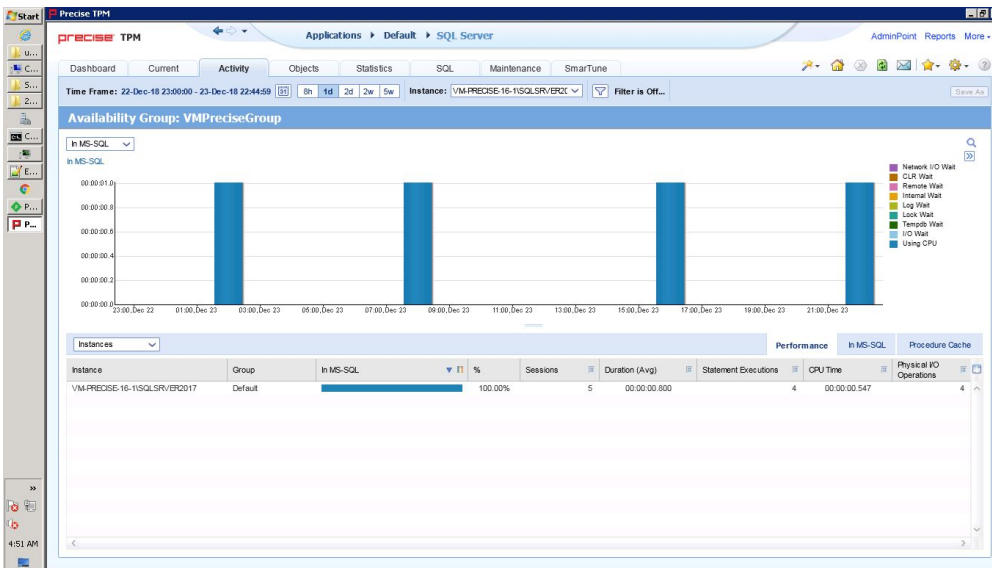 Start
Precise TPM
precise TPM
Applications Default SQL Server
AdminPoint Reports More
Dashboard Current Activity Objects Statistics SQL Maintenance SmarTune
Time Frame: 22-Dec-18 23:00:00 - 23-Dec-18 22:44:59 31 8h 1d 2d 2w 5w Instance: VM-PRECISE-16-1\SQLSRVER2( Filter is Off... Save As
Availability Group: VMPreciseGroup
In MS-SQL
In MS-SQL
Network I/O Wait
CLR Wait
Remote Wait
Internal Wait
Log Wait
Lock Wait
Tempdb Wait
I/O Wait
Using CPU
00:00:01.0
00:00:00.8
00:00:00.6
00:00:00.4
00:00:00.2
00:00:00.0
23:00,Dec 22 01:00,Dec 23 03:00,Dec 23 05:00,Dec 23 07:00,Dec 23 09:00,Dec 23 11:00,Dec 23 13:00,Dec 23 15:00,Dec 23 17:00,Dec 23 19:00,Dec 23 21:00,Dec 23
Instances
Performance In MS-SQL Procedure Cache
Instance Group In MS-SQL % Sessions Duration (Avg) Statement Executions CPU Time Physical I/O Operations
VM-PRECISE-16-1\SQLSRVER2017 Default 100.00% 5 00:00:00.800 4 00:00:00.547 4
u...
C...
S...
2...
C...
E...
P...
P...
4:51 AM